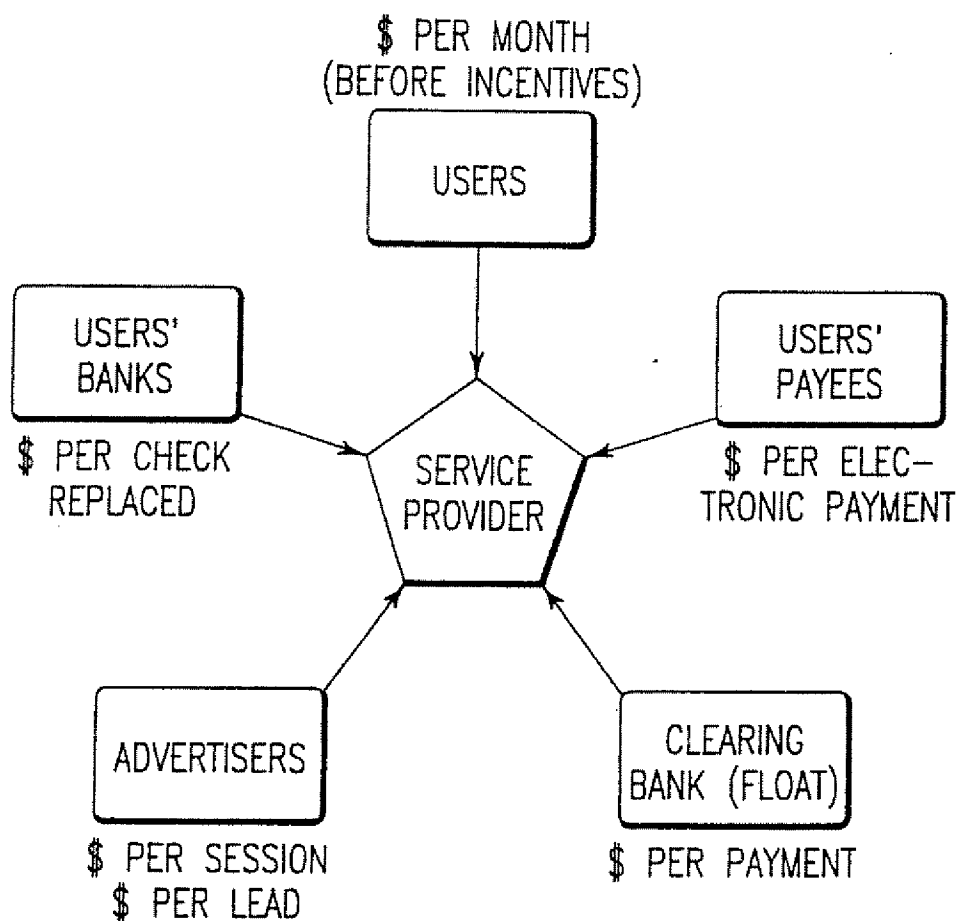 $ PER MONTH
(BEFORE INCENTIVES)
USERS
USERS'
BANKS
$ PER CHECK
REPLACED
USERS'
PAYEES
$ PER ELEC-
TRONIC PAYMENT
SERVICE
PROVIDER
ADVERTISERS
$ PER SESSION
$ PER LEAD
CLEARING
BANK (FLOAT)
$ PER PAYMENT